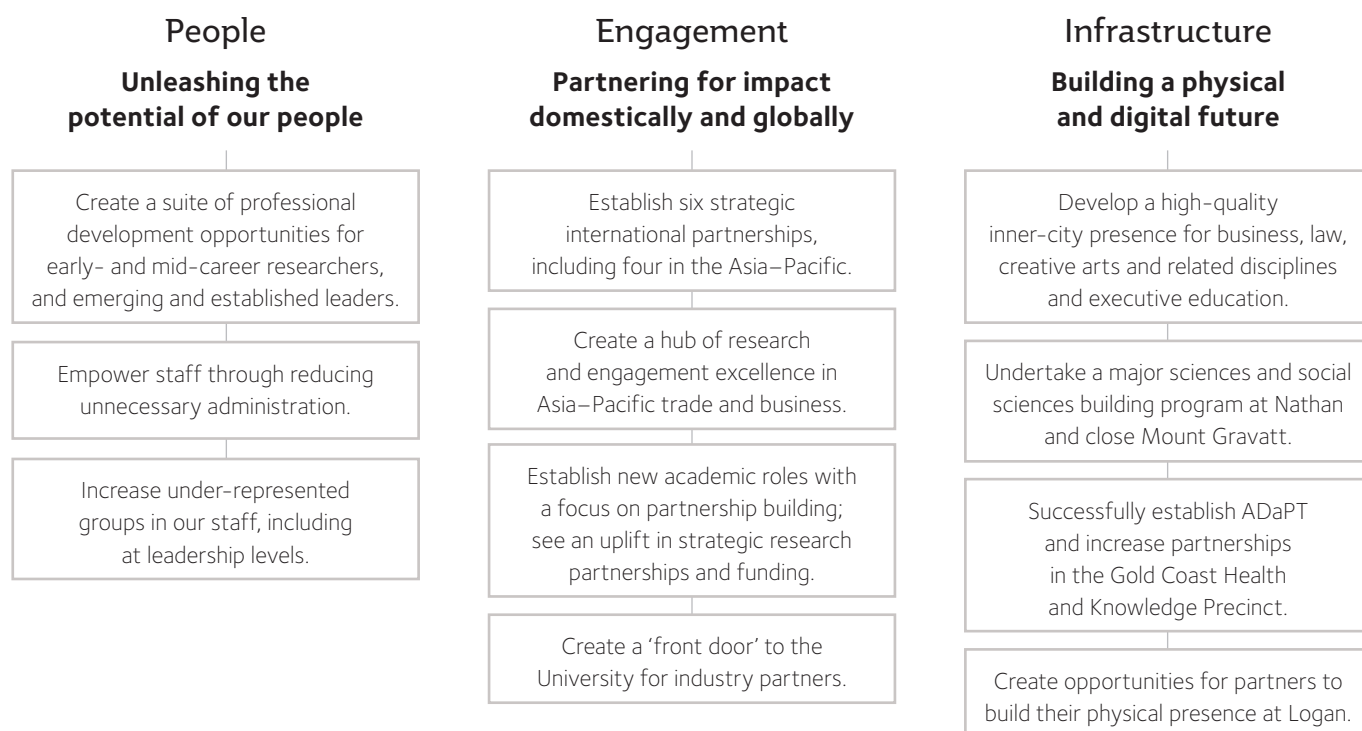 People
Unleashing the
potential of our people
Create a suite of professional
development opportunities for
early- and mid-career researchers,
and emerging and established leaders.
Empower staff through reducing
unnecessary administration.
Increase under-represented
groups in our staff, including
at leadership levels.
Engagement
Partnering for impact
domestically and globally
Establish six strategic
international partnerships,
including four in the Asia–Pacific.
Create a hub of research
and engagement excellence in
Asia–Pacific trade and business.
Establish new academic roles with
a focus on partnership building;
see an uplift in strategic research
partnerships and funding.
Create a ‘front door’ to the
University for industry partners.
Infrastructure
Building a physical
and digital future
Develop a high-quality
inner-city presence for business, law,
creative arts and related disciplines
and executive education.
Undertake a major sciences and social
sciences building program at Nathan
and close Mount Gravatt.
Successfully establish ADaPT
and increase partnerships
in the Gold Coast Health
and Knowledge Precinct.
Create opportunities for partners to
build their physical presence at Logan.